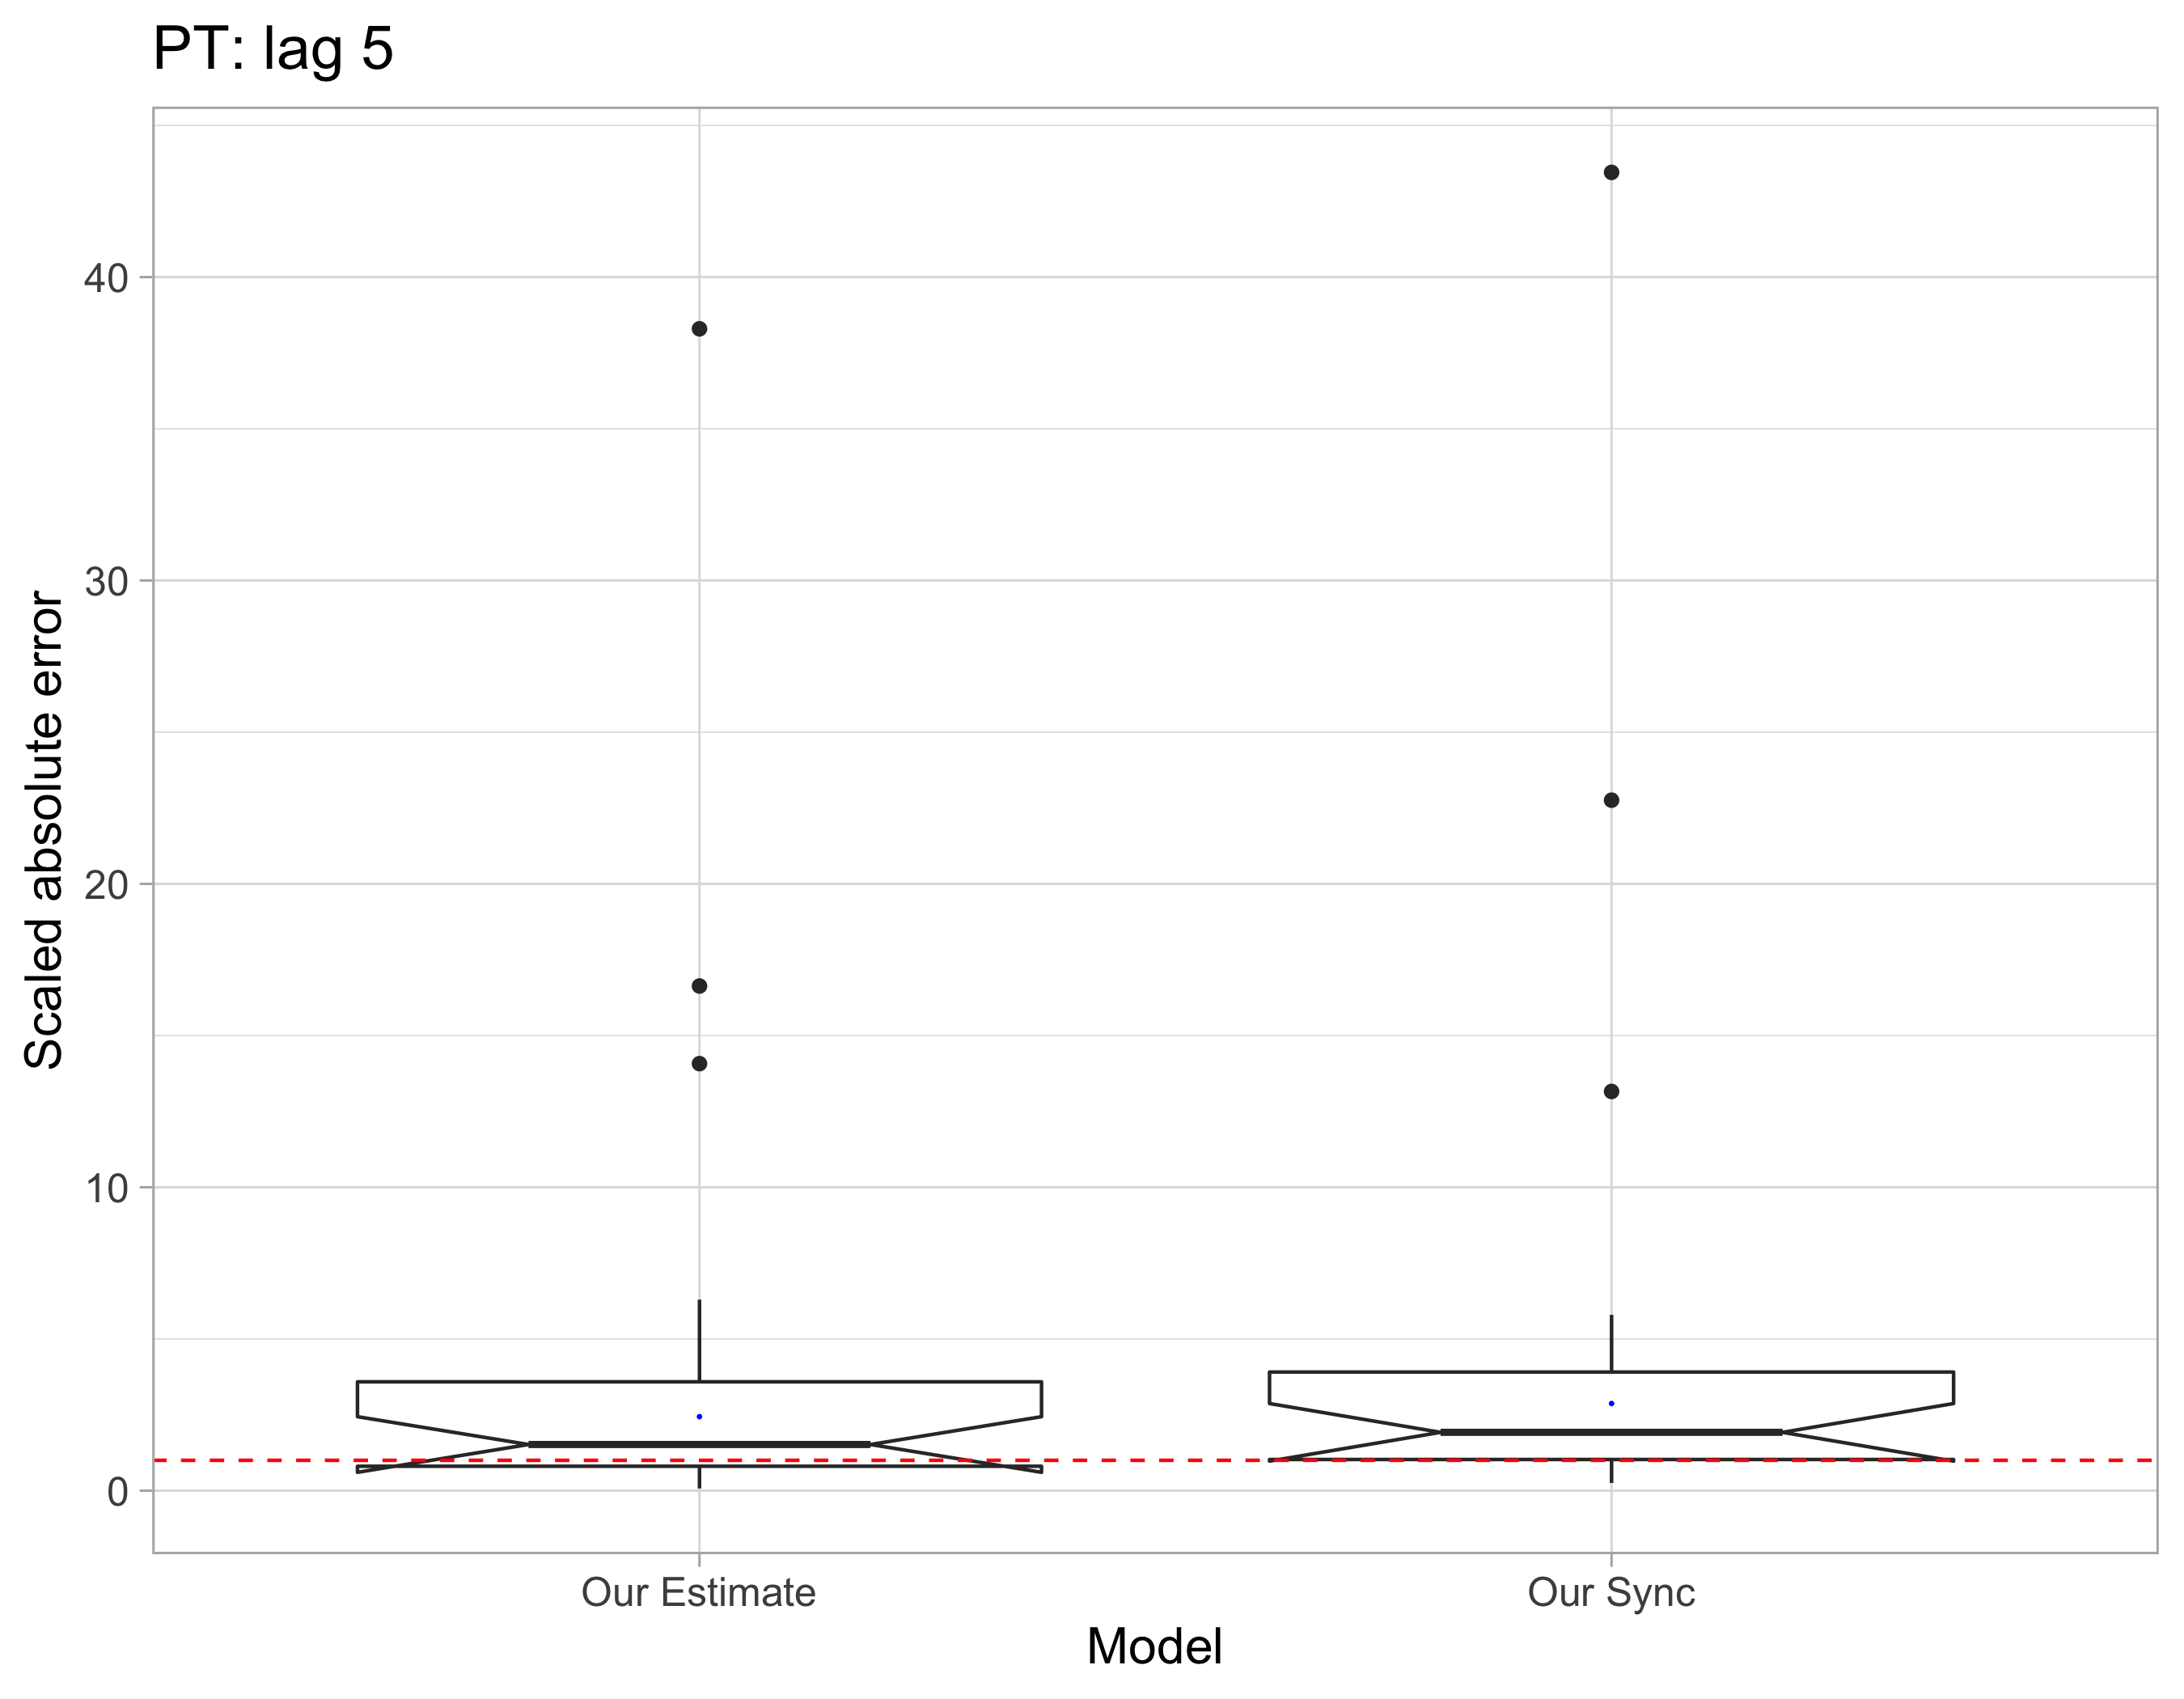 PT: lag 5
Scaled absolute error
40
30
20
10
0
Our Estimate
Our Sync
Model